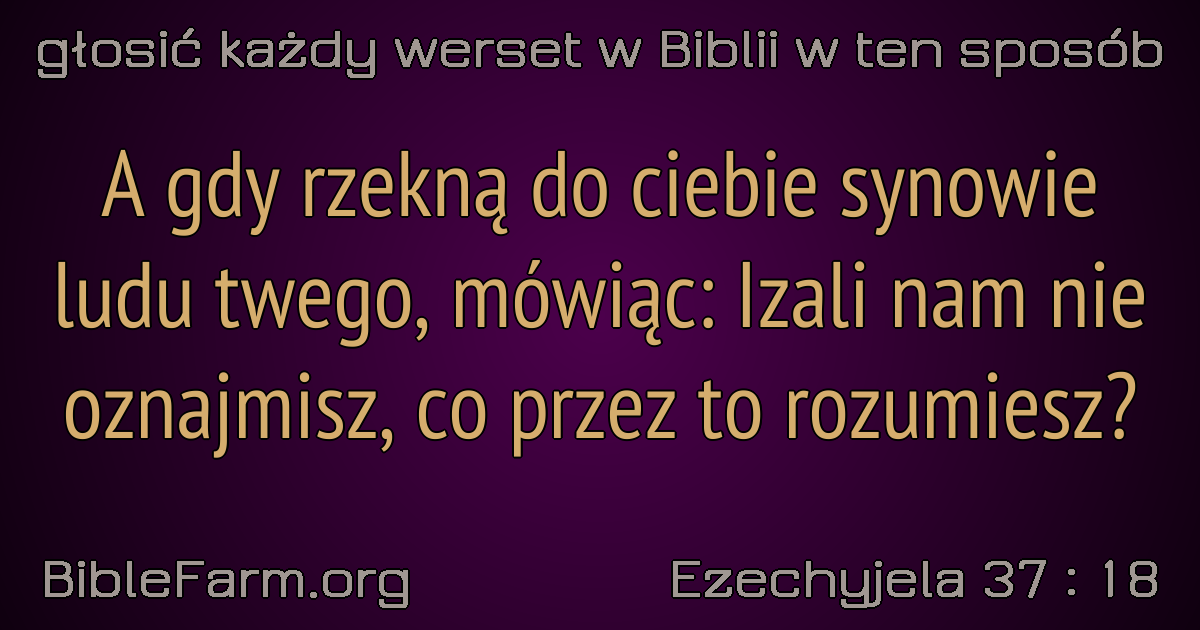 głosić każdy werset w Biblii w ten sposób
A gdy rzekną do ciebie synowie
ludu twego, mówiąc: Izali nam nie
oznajmisz, co przez to rozumiesz?
BibleFarm.org
Ezechyjela 37 : 18